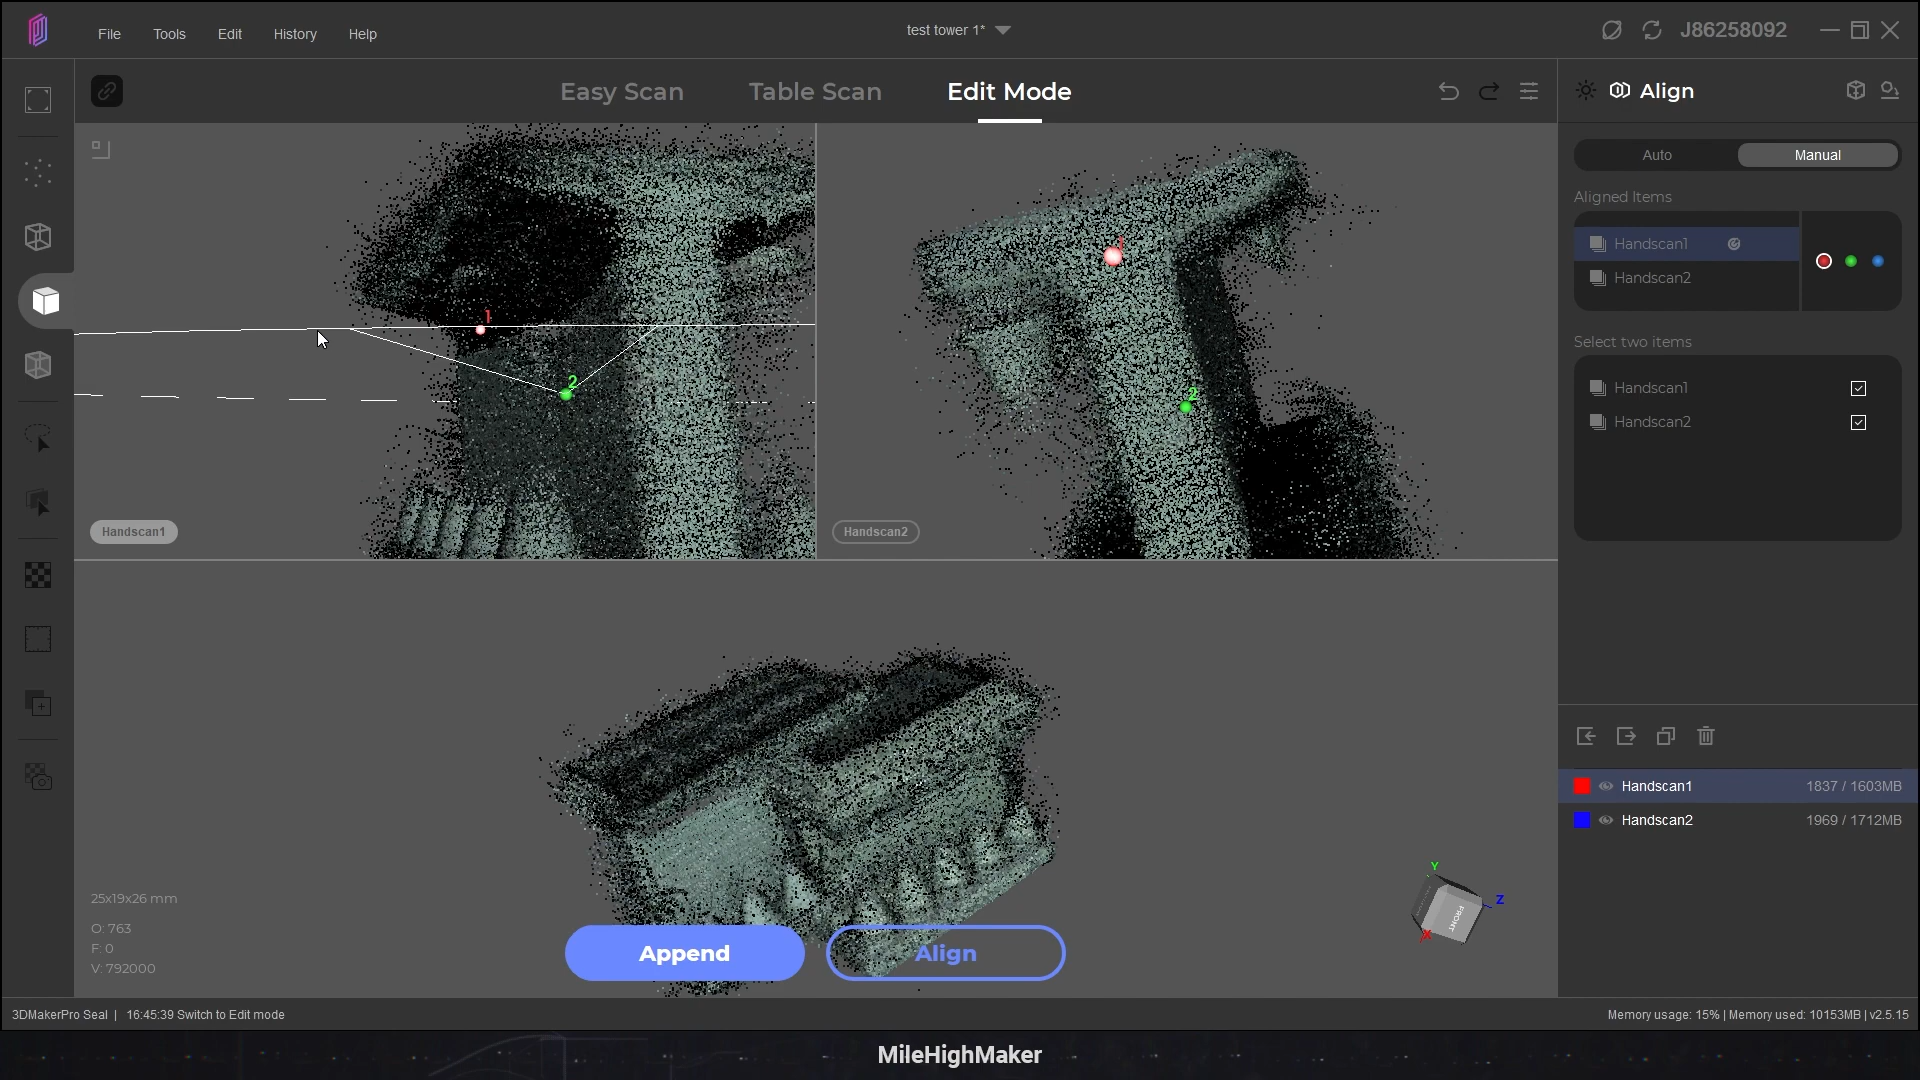 File Tools Edit History Help
test tower 1*
J86258092
Easy Scan Table Scan Edit Mode
Align
Auto Manual
Aligned Items
Handscan1
Handscan2
Select two items
Handscan1
Handscan2
1
2
1
2
Handscan1
Handscan2
Handscan1 1837 / 1603MB
Handscan2 1969 / 1712MB
25x19x26 mm
O: 763
F: 0
V: 792000
Append Align
Y
Z
X
FRONT
3DMakerPro Seal | 16:45:39 Switch to Edit mode
Memory usage: 15% | Memory used: 10153MB | v2.5.15
MileHighMaker